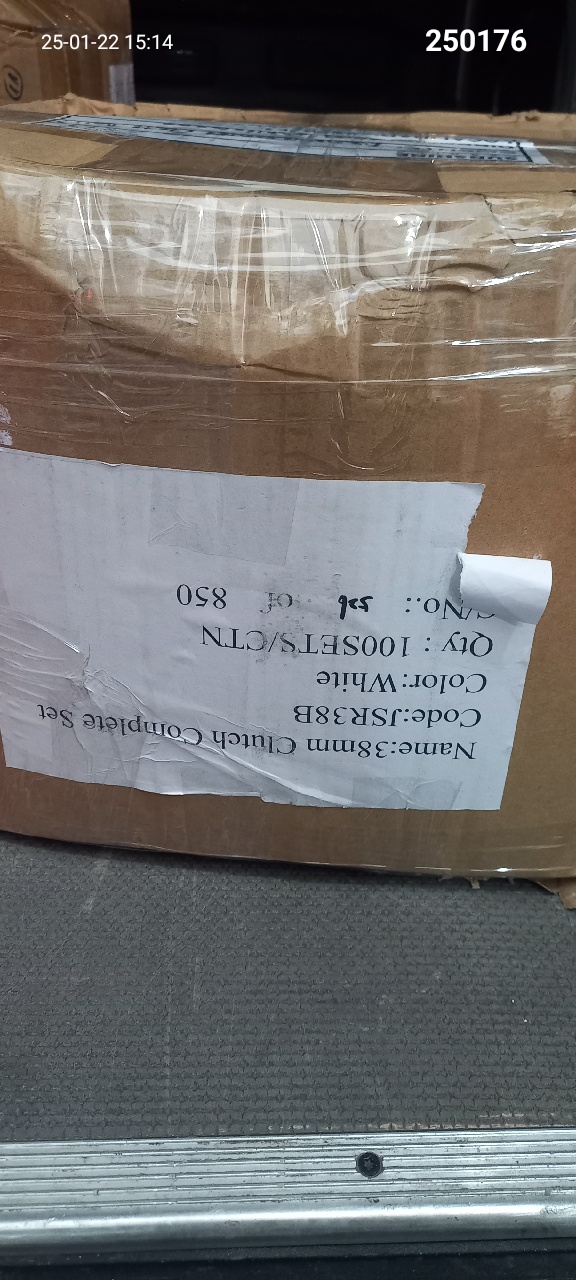 25-01-22 15:14
250176
Name:38mm Clutch Complete Set
Code:JSR38B
Color:White
Qty : 100SETS/CTN
S/No.: of 850